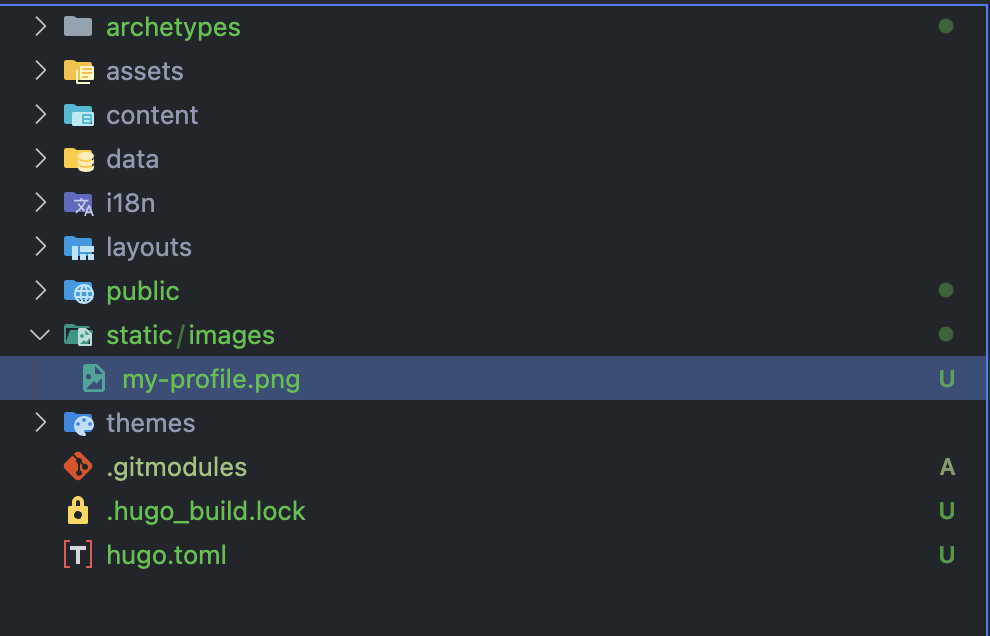 archetypes
assets
content
data
i18n
layouts
public
static/images
my-profile.png U
themes
.gitmodules A
.hugo_build.lock U
hugo.toml U